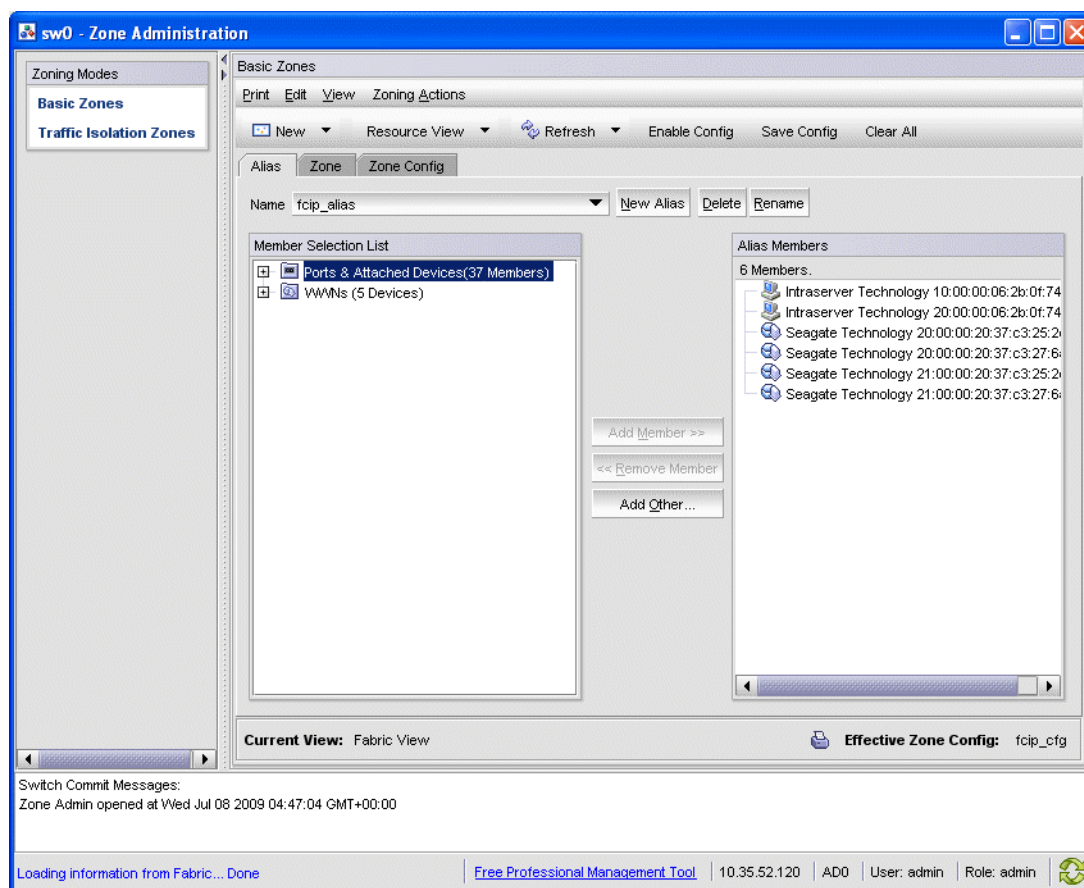 sw0 - Zone Administration
Zoning Modes
Basic Zones
Traffic Isolation Zones
Basic Zones
Print Edit View Zoning Actions
New Resource View Refresh Enable Config Save Config Clear All
Alias Zone Zone Config
Name fcip_alias New Alias Delete Rename
Member Selection List
Ports & Attached Devices(37 Members)
WWNs (5 Devices)
Add Member >>
<< Remove Member
Add Other...
Alias Members
6 Members.
Intraserver Technology 10:00:00:06:2b:0f:74
Intraserver Technology 20:00:00:06:2b:0f:74
Seagate Technology 20:00:00:20:37:c3:25:2
Seagate Technology 20:00:00:20:37:c3:27:6
Seagate Technology 21:00:00:20:37:c3:25:2
Seagate Technology 21:00:00:20:37:c3:27:6
Current View: Fabric View Effective Zone Config: fcip_cfg
Switch Commit Messages:
Zone Admin opened at Wed Jul 08 2009 04:47:04 GMT+00:00
Loading information from Fabric... Done Free Professional Management Tool 10.35.52.120 AD0 User: admin Role: admin